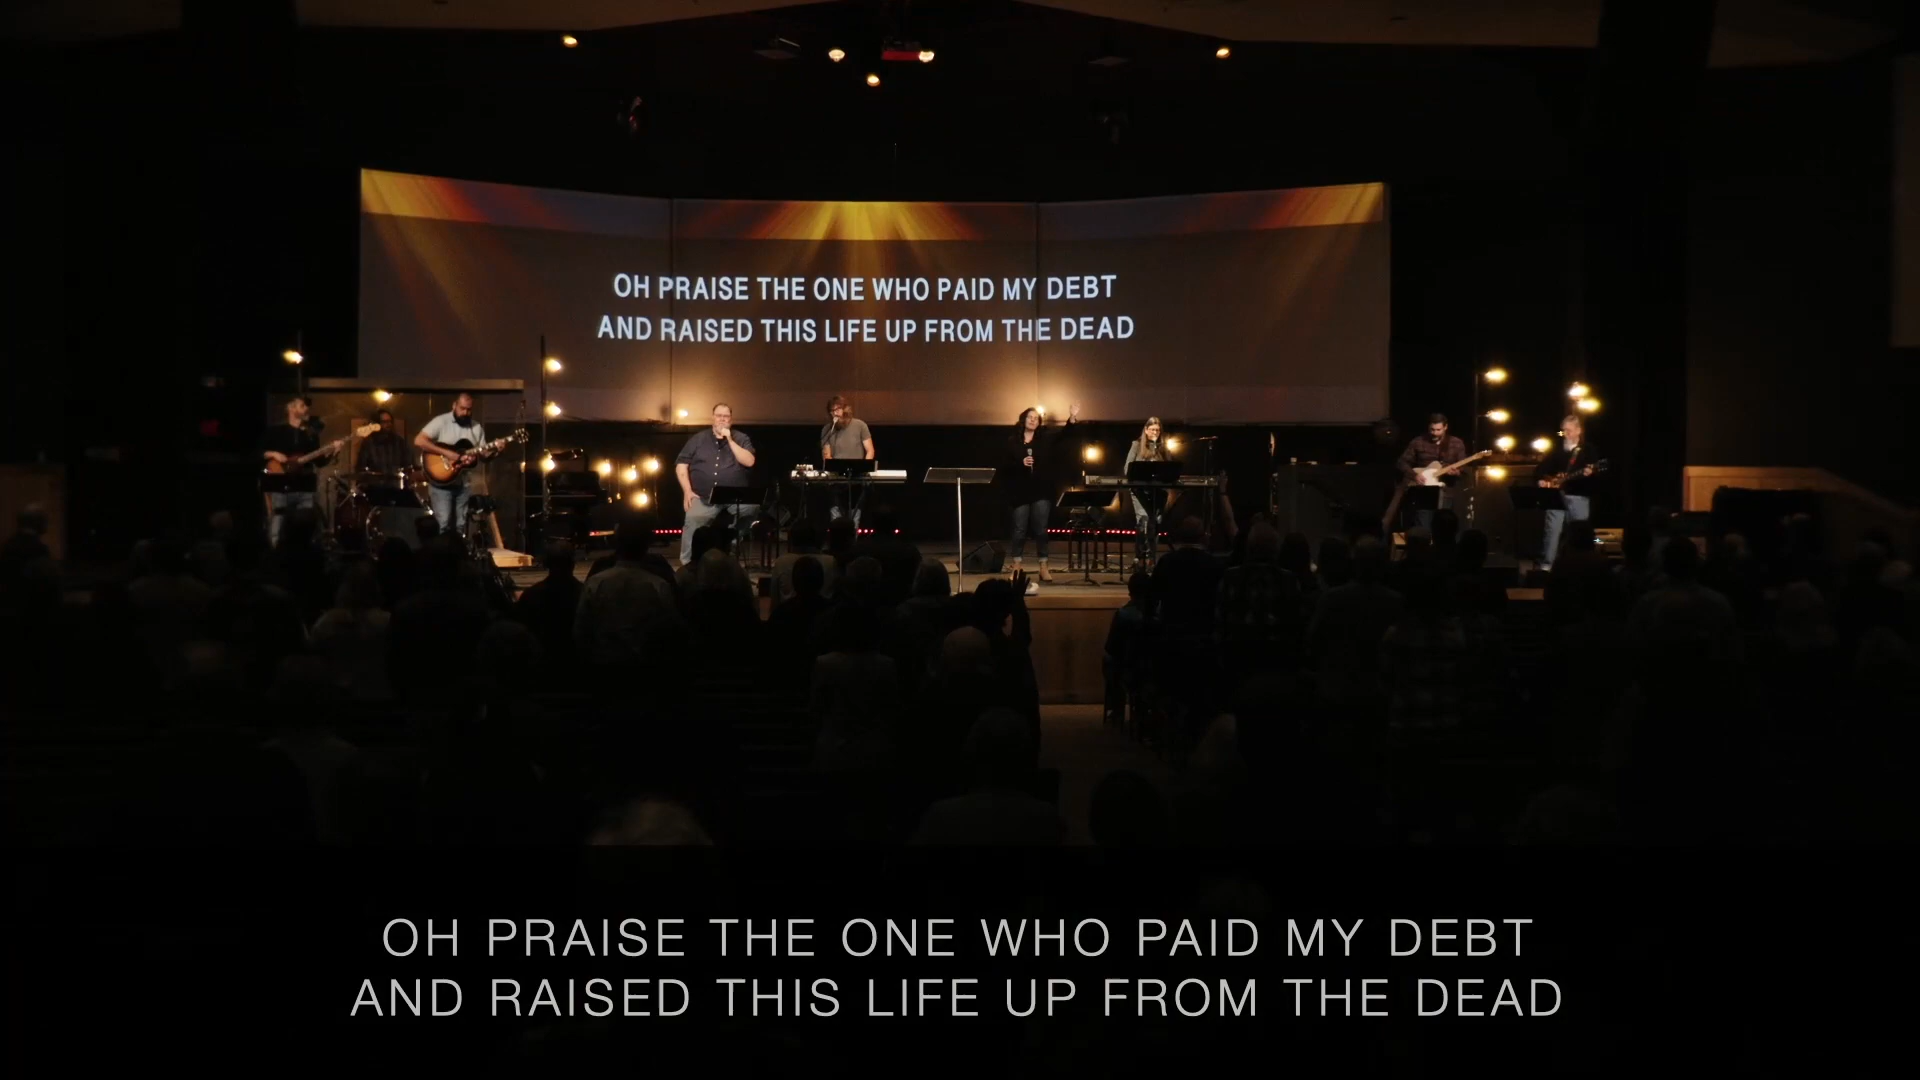 OH PRAISE THE ONE WHO PAID MY DEBT
AND RAISED THIS LIFE UP FROM THE DEAD
OH PRAISE THE ONE WHO PAID MY DEBT
AND RAISED THIS LIFE UP FROM THE DEAD